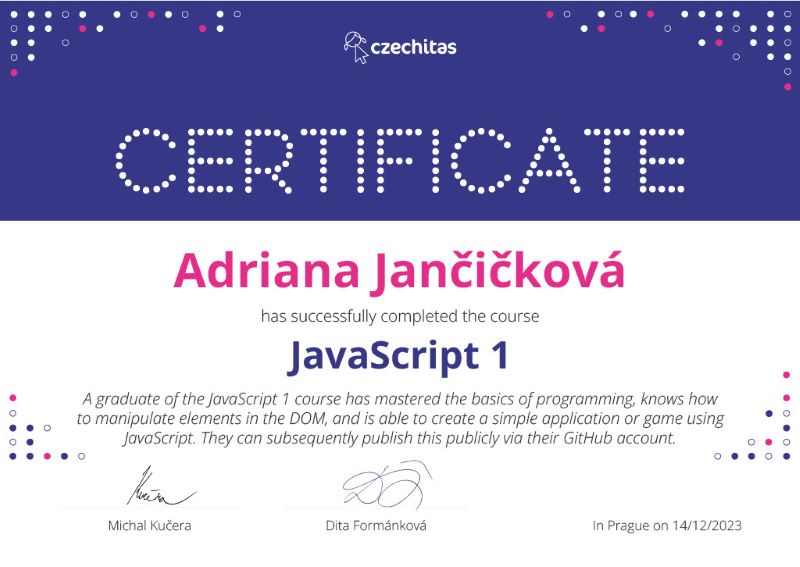 czechitas
CERTIFICATE
Adriana Jančičková
has successfully completed the course
JavaScript 1
A graduate of the JavaScript 1 course has mastered the basics of programming, knows how
to manipulate elements in the DOM, and is able to create a simple application or game using
JavaScript. They can subsequently publish this publicly via their GitHub account.
Kučera
Michal Kučera
Dita Formánková
In Prague on 14/12/2023